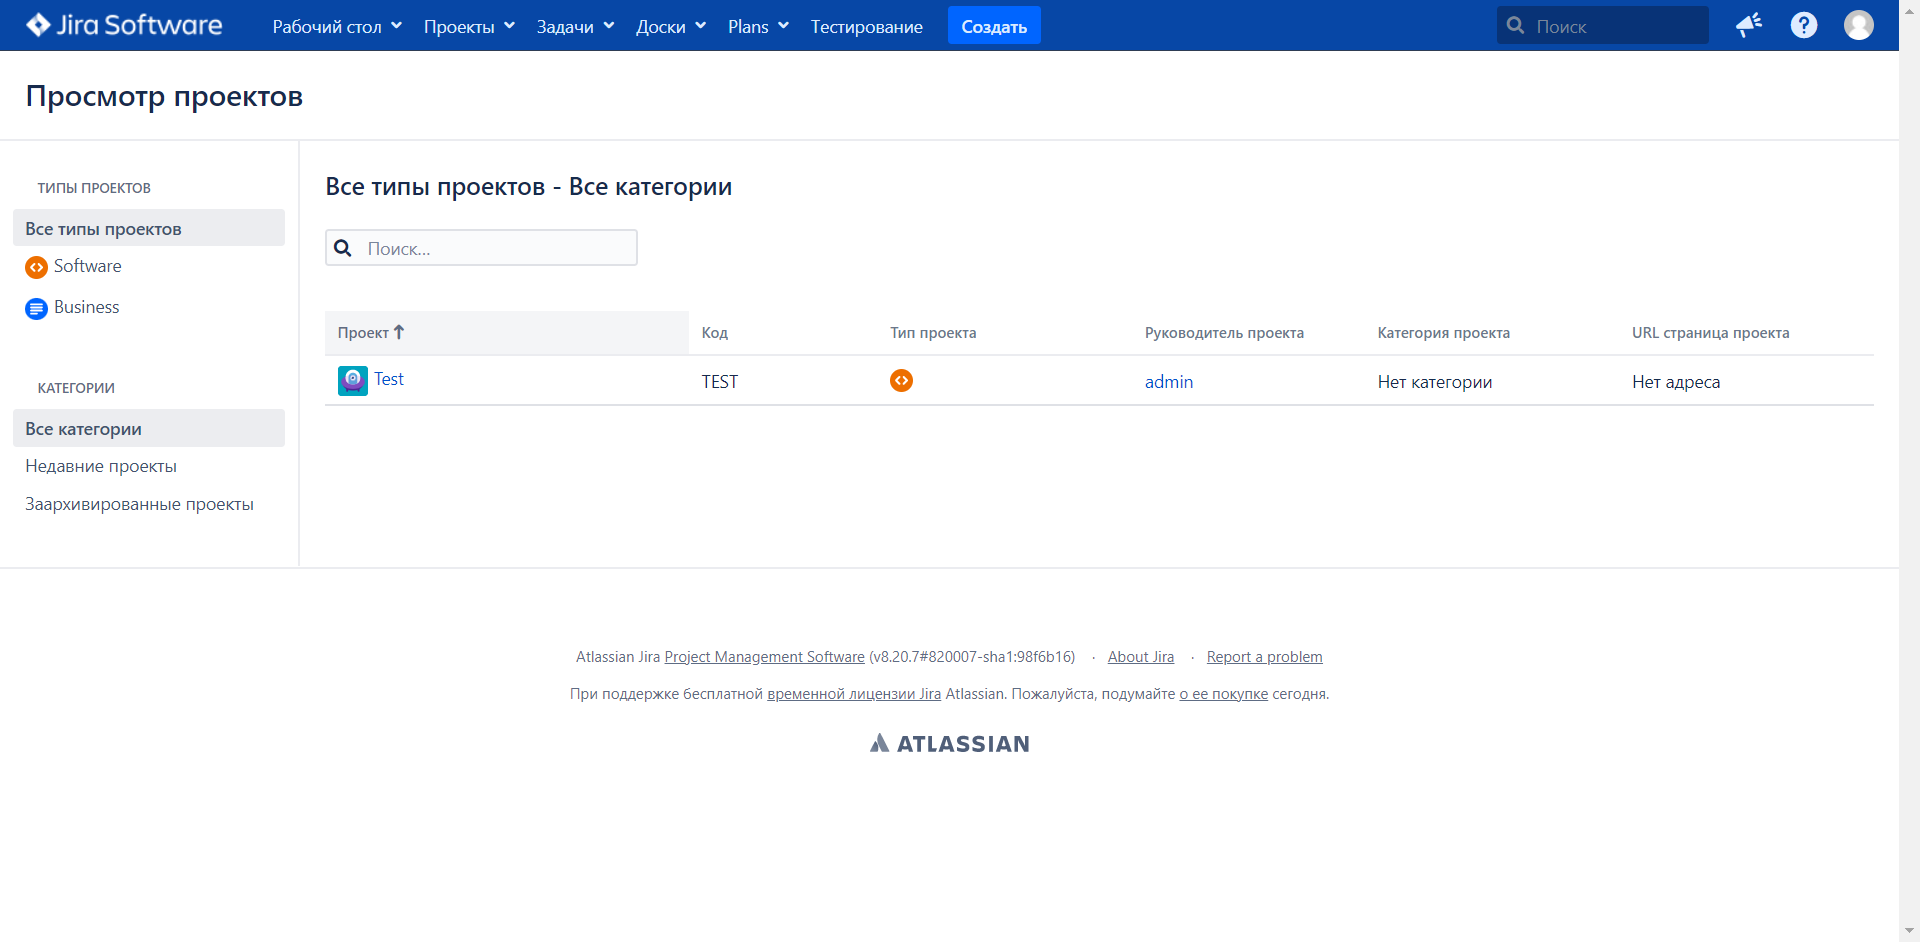 Jira Software Рабочий стол Проекты Задачи Доски Plans Тестирование Создать Поиск
Просмотр проектов
ТИПЫ ПРОЕКТОВ
Все типы проектов
Software
Business
КАТЕГОРИИ
Все категории
Недавние проекты
Заархивированные проекты
Все типы проектов - Все категории
Поиск...
Проект Код Тип проекта Руководитель проекта Категория проекта URL страница проекта
Test TEST admin Нет категории Нет адреса
Atlassian Jira Project Management Software (v8.20.7#820007-sha1:98f6b16) · About Jira · Report a problem
При поддержке бесплатной временной лицензии Jira Atlassian. Пожалуйста, подумайте о ее покупке сегодня.
ATLASSIAN